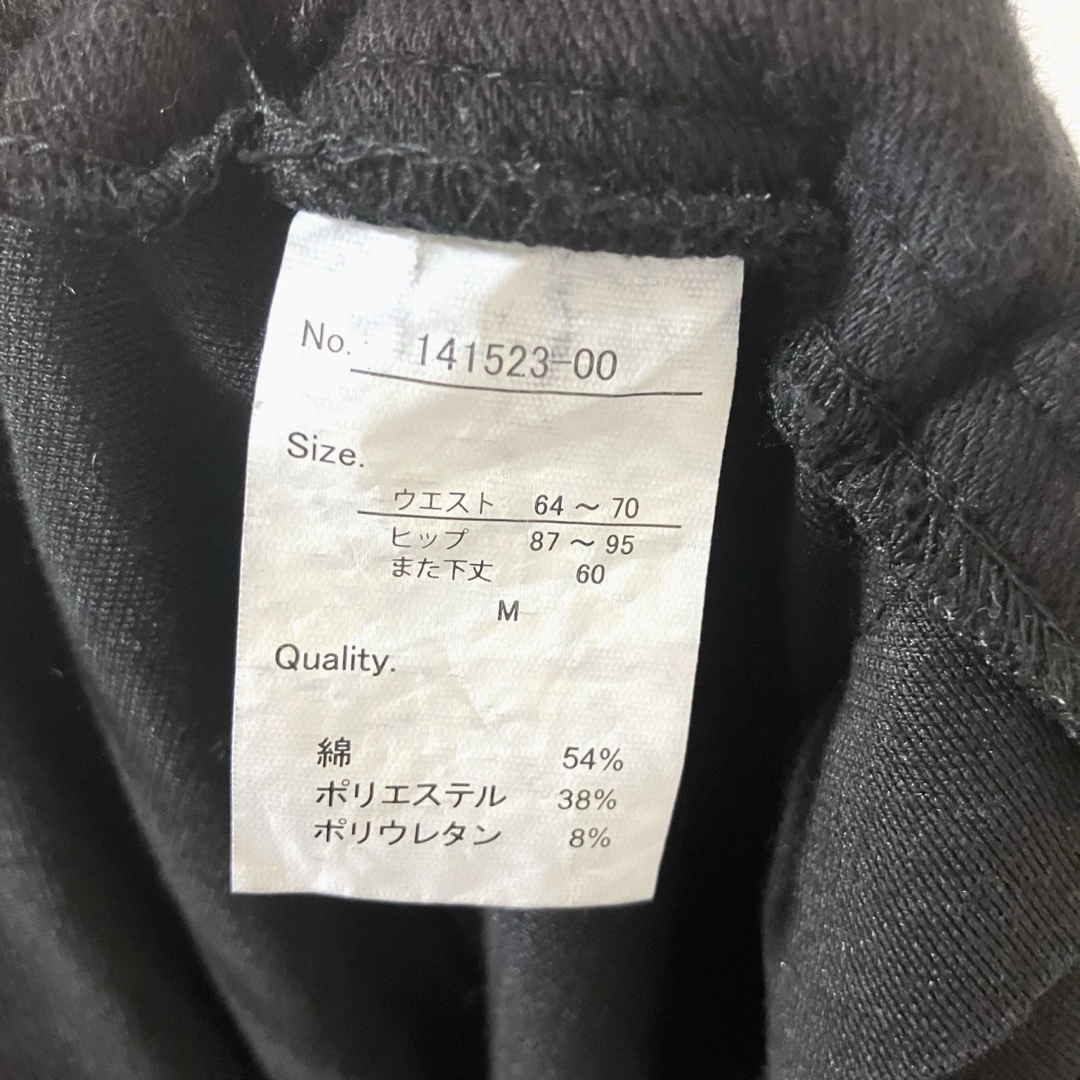 No. 141523-00
Size.
ウエスト 64～70
ヒップ 87～95
また下丈 60
M
Quality.
綿 54%
ポリエステル 38%
ポリウレタン 8%